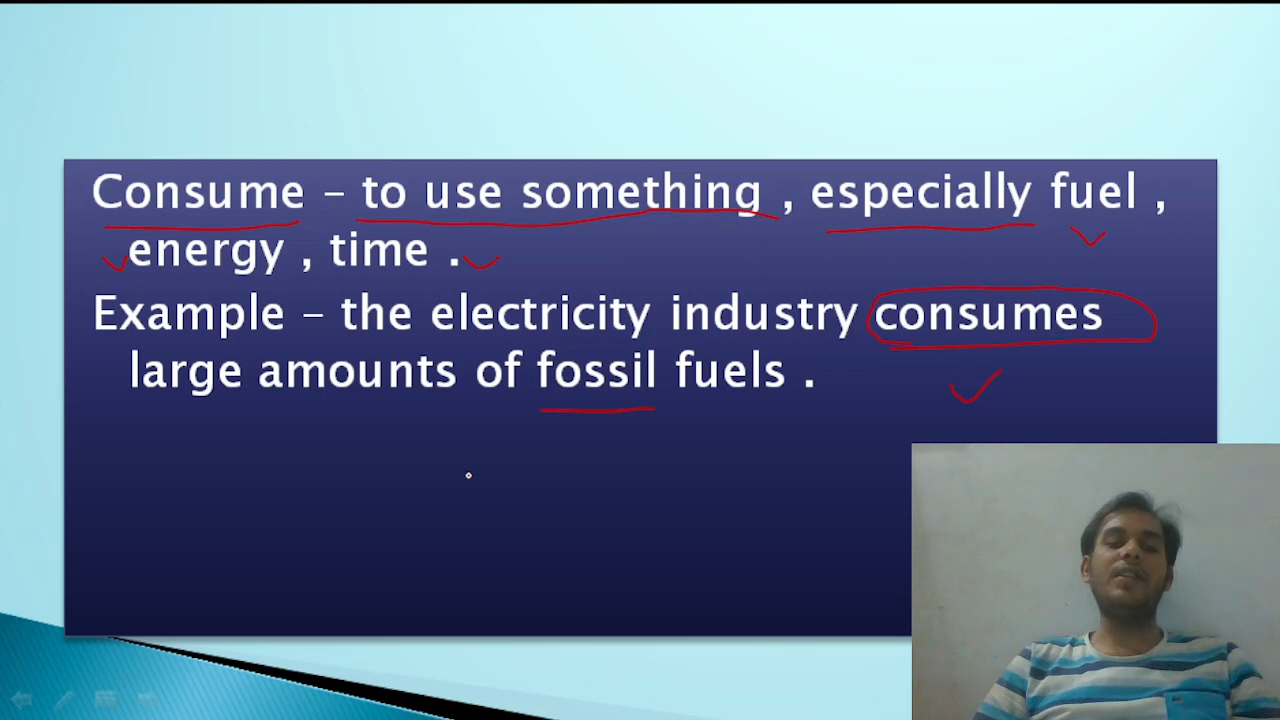 Consume – to use something , especially fuel ,
energy , time .
Example – the electricity industry consumes
large amounts of fossil fuels .